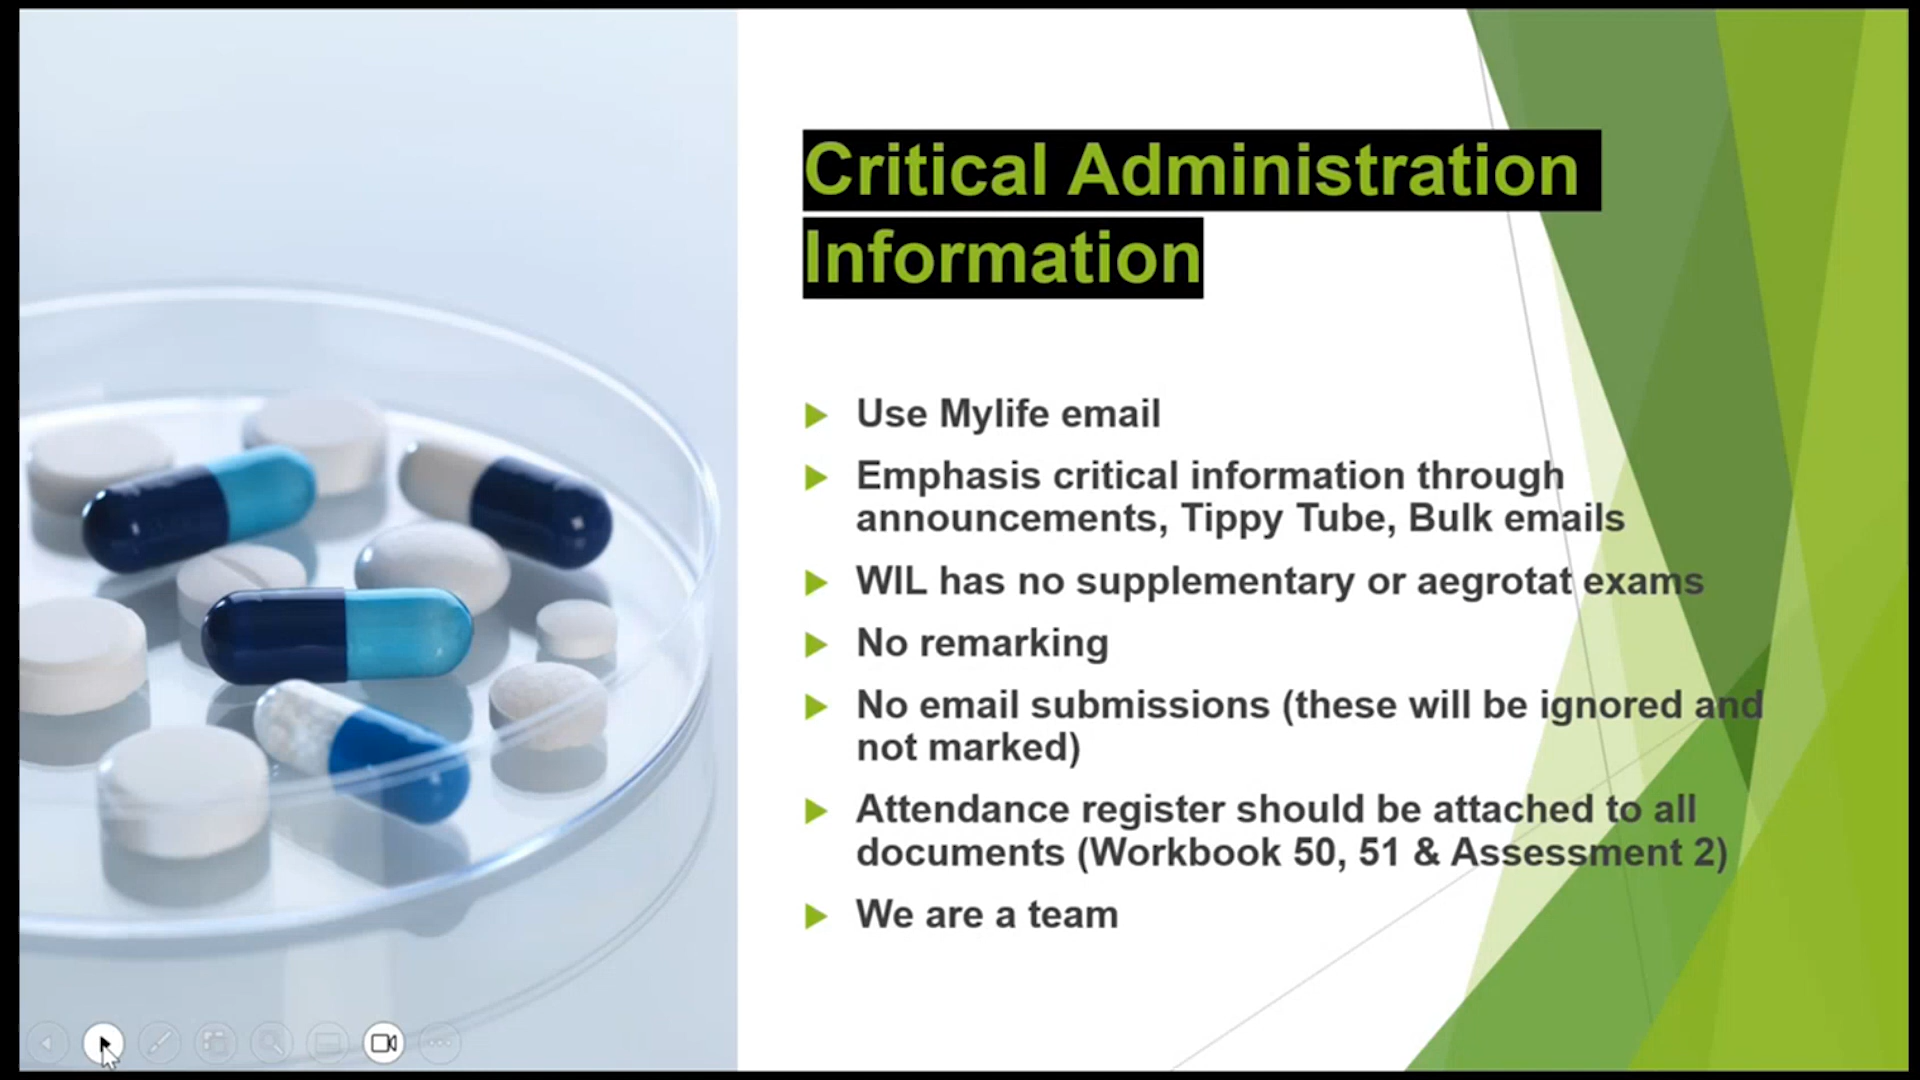 Critical Administration
Information
Use Mylife email
Emphasis critical information through
announcements, Tippy Tube, Bulk emails
WIL has no supplementary or aegrotat exams
No remarking
No email submissions (these will be ignored and
not marked)
Attendance register should be attached to all
documents (Workbook 50, 51 & Assessment 2)
We are a team